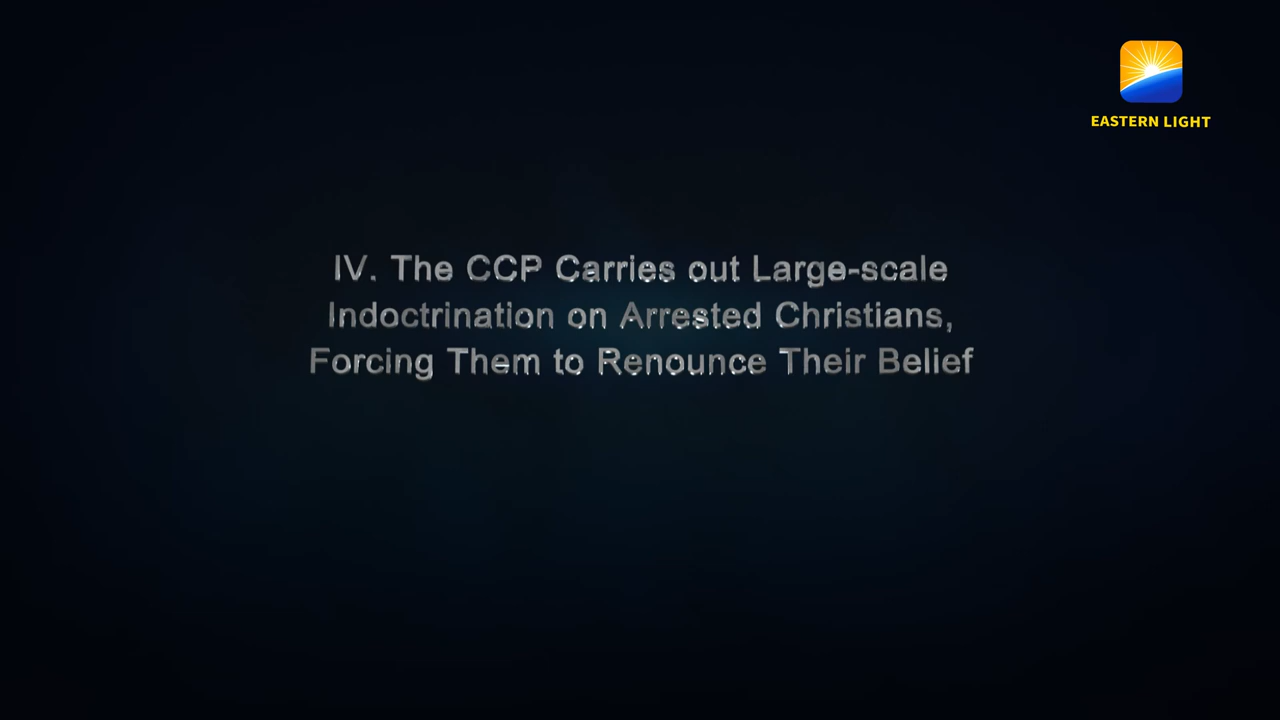 EASTERN LIGHT
IV. The CCP Carries out Large-scale
Indoctrination on Arrested Christians,
Forcing Them to Renounce Their Belief